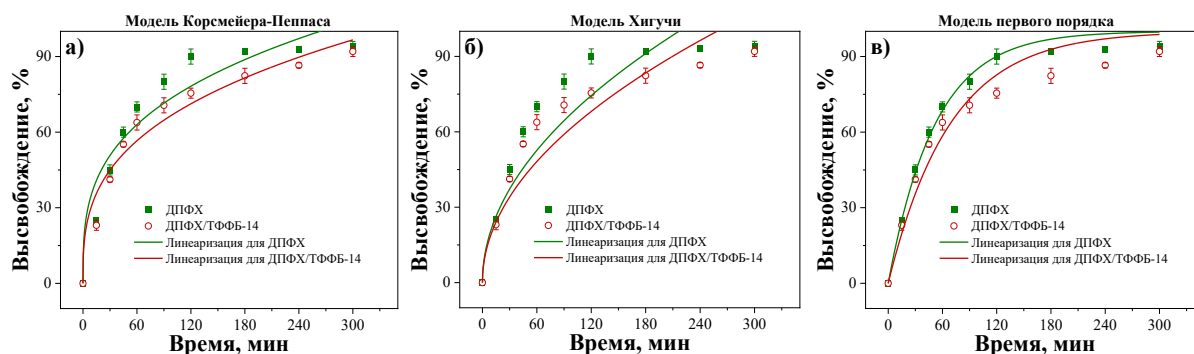 Модель Корсмейера-Пеппаса
а)
Высвобождение, %
90
60
30
0
ДПФХ
ДПФХ/ТФФБ-14
Линеаризация для ДПФХ
Линеаризация для ДПФХ/ТФФБ-14
0 60 120 180 240 300
Время, мин
Модель Хигучи
б)
Высвобождение, %
90
60
30
0
ДПФХ
ДПФХ/ТФФБ-14
Линеаризация для ДПФХ
Линеаризация для ДПФХ/ТФФБ-14
0 60 120 180 240 300
Время, мин
Модель первого порядка
в)
Высвобождение, %
90
60
30
0
ДПФХ
ДПФХ/ТФФБ-14
Линеаризация для ДПФХ
Линеаризация для ДПФХ/ТФФБ-14
0 60 120 180 240 300
Время, мин